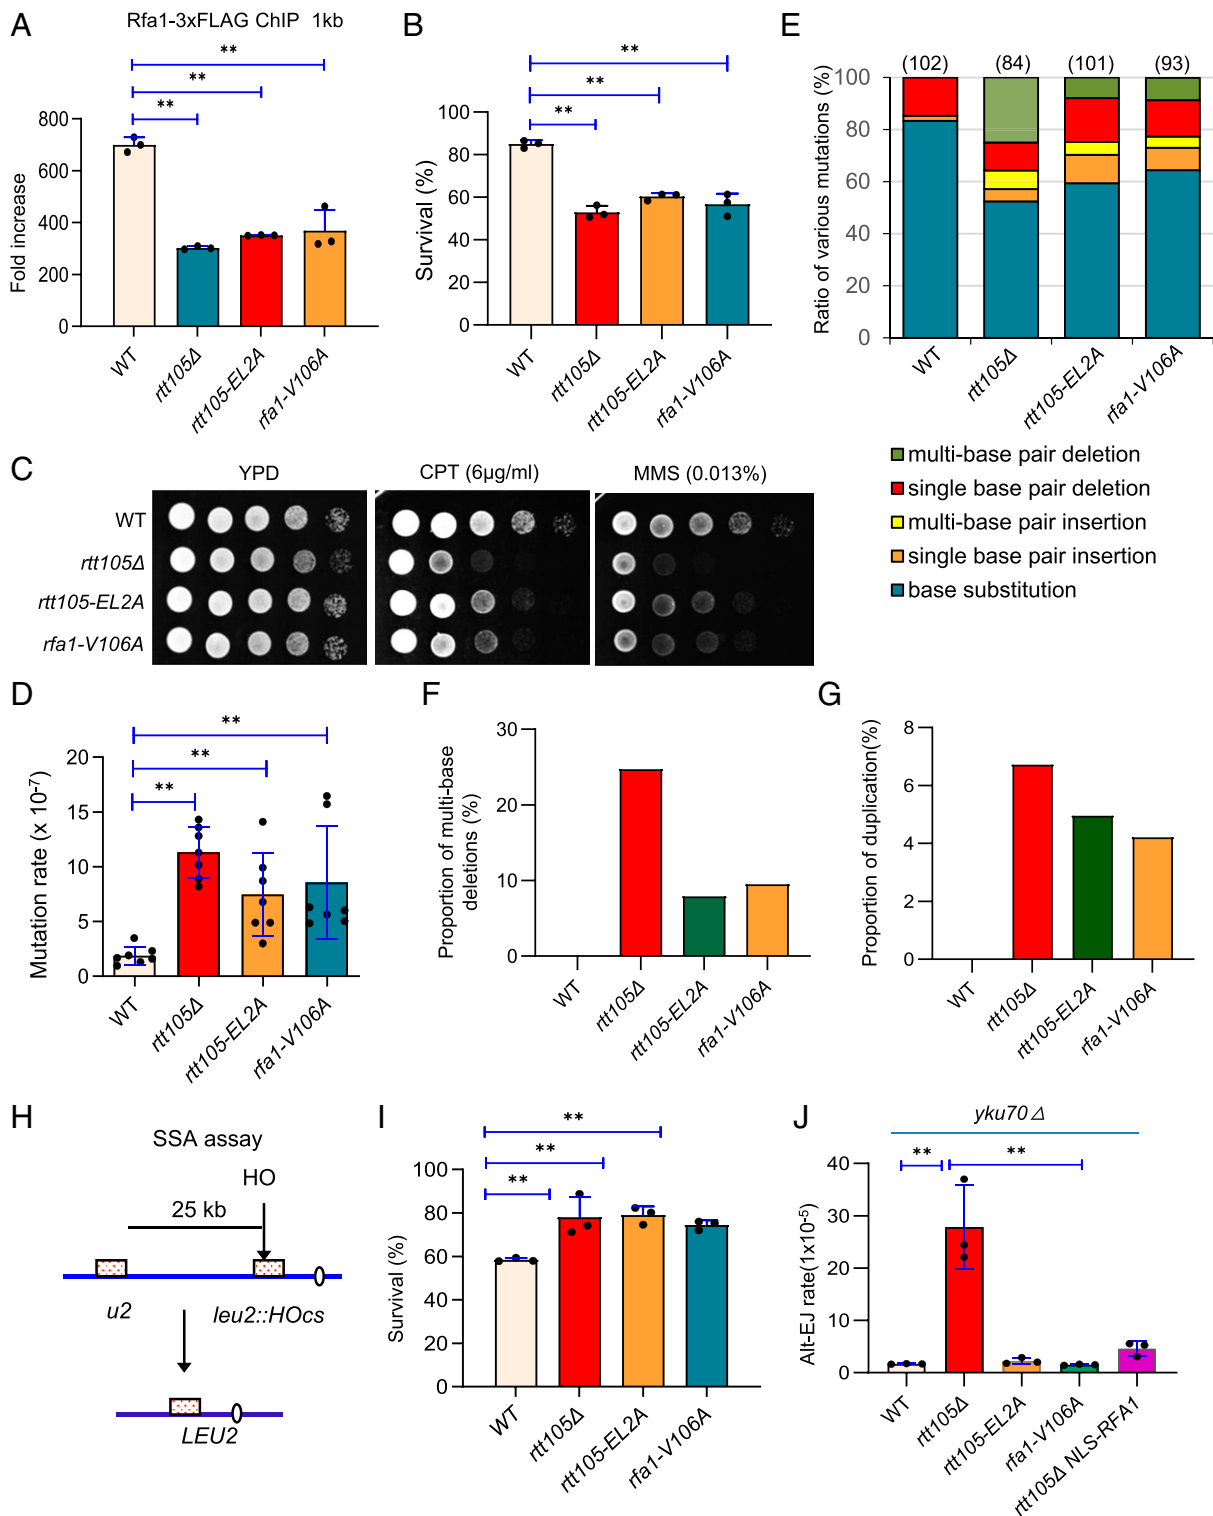 A
Rfa1-3xFLAG ChIP 1kb
**
**
**
Fold increase
800
600
400
200
0
WT
rtt105Δ
rtt105-EL2A
rfa1-V106A
B
**
**
**
Survival (%)
100
80
60
40
20
0
WT
rtt105Δ
rtt105-EL2A
rfa1-V106A
E
(102)
(84)
(101)
(93)
Ratio of various mutations (%)
100
80
60
40
20
0
WT
rtt105Δ
rtt105-EL2A
rfa1-V106A
multi-base pair deletion
single base pair deletion
multi-base pair insertion
single base pair insertion
base substitution
C
YPD
CPT (6μg/ml)
MMS (0.013%)
WT
rtt105Δ
rtt105-EL2A
rfa1-V106A
D
**
**
**
Mutation rate (x 10⁻⁷)
20
15
10
5
0
WT
rtt105Δ
rtt105-EL2A
rfa1-V106A
F
Proportion of multi-base
deletions (%)
30
20
10
0
WT
rtt105Δ
rtt105-EL2A
rfa1-V106A
G
Proportion of duplication(%)
8
6
4
2
0
WT
rtt105Δ
rtt105-EL2A
rfa1-V106A
H
SSA assay
HO
25 kb
u2
leu2::HOcs
LEU2
I
**
**
**
Survival (%)
100
80
60
40
20
0
WT
rtt105Δ
rtt105-EL2A
rfa1-V106A
J
yku70 Δ
**
**
Alt-EJ rate(1x10⁻⁵)
40
30
20
10
0
WT
rtt105Δ
rtt105-EL2A
rfa1-V106A
rtt105Δ NLS-RFA1